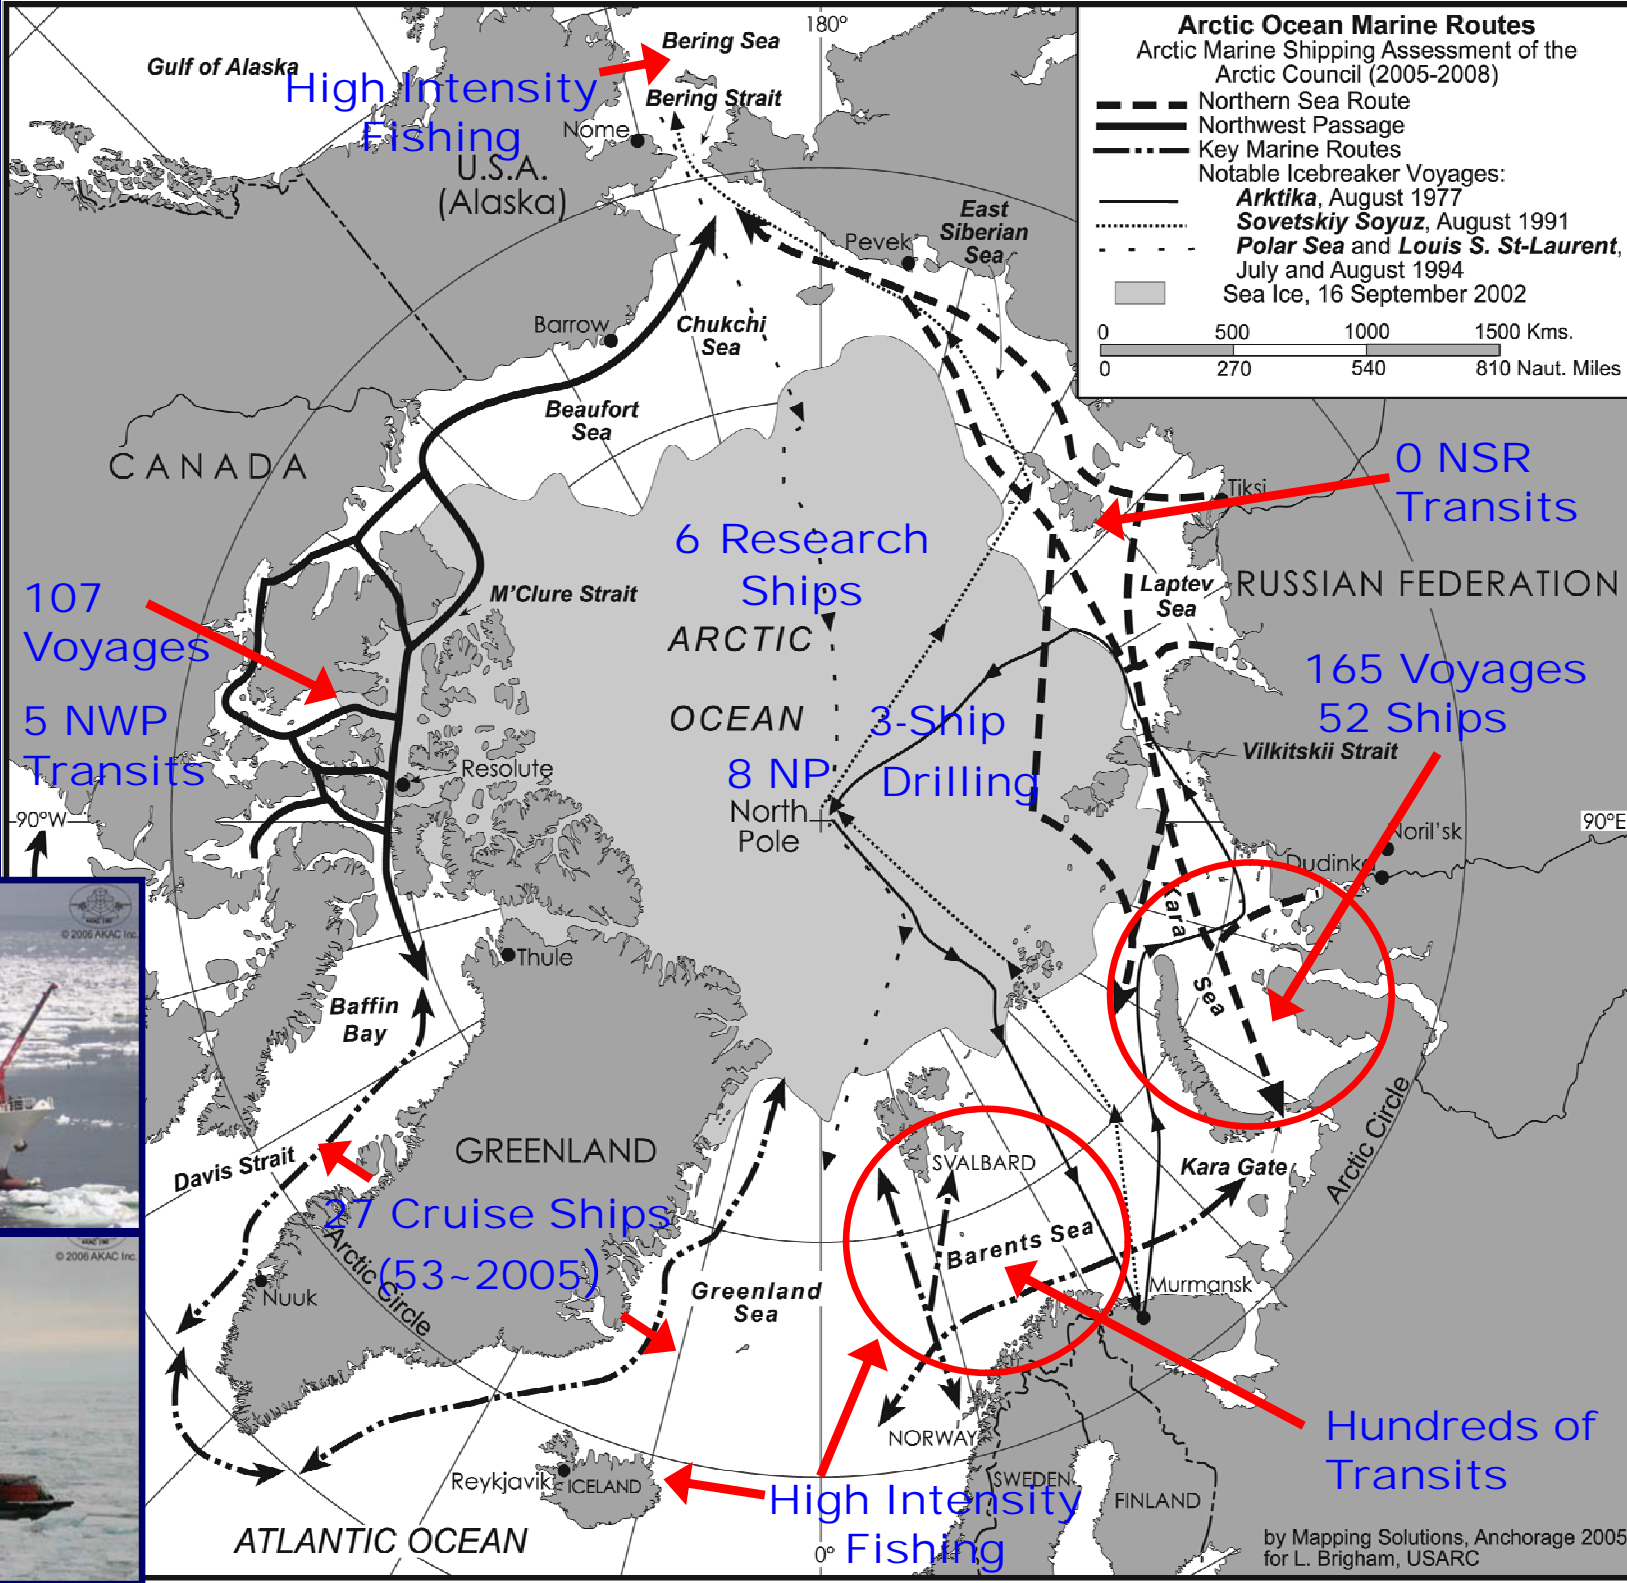 Arctic Ocean Marine Routes
Arctic Marine Shipping Assessment of the
Arctic Council (2005-2008)
Northern Sea Route
Northwest Passage
Key Marine Routes
Notable Icebreaker Voyages:
Arktika, August 1977
Sovetskiy Soyuz, August 1991
Polar Sea and Louis S. St-Laurent,
July and August 1994
Sea Ice, 16 September 2002
0 500 1000 1500 Kms.
0 270 540 810 Naut. Miles
180°
Gulf of Alaska
Bering Sea
High Intensity
Fishing
Bering Strait
Nome
U.S.A.
(Alaska)
East
Siberian
Sea
Pevek
Barrow
Chukchi
Sea
Beaufort
Sea
CANADA
0 NSR
Transits
Tiksi
6 Research
Ships
107
Voyages
M'Clure Strait
Laptev
Sea
RUSSIAN FEDERATION
ARCTIC
OCEAN
165 Voyages
52 Ships
5 NWP
Transits
3-Ship
Drilling
8 NP
North
Pole
Vilkitskii Strait
Resolute
90°W
90°E
Noril'sk
Dudinka
Kara
Sea
Thule
Baffin
Bay
© 2006 AKAC Inc.
Davis Strait
GREENLAND
SVALBARD
Kara Gate
Arctic Circle
27 Cruise Ships
(53~2005)
Arctic Circle
Barents Sea
© 2006 AKAC Inc.
Nuuk
Greenland
Sea
Murmansk
Hundreds of
Transits
NORWAY
Reykjavik
ICELAND
SWEDEN
FINLAND
High Intensity
Fishing
ATLANTIC OCEAN
0°
by Mapping Solutions, Anchorage 2005
for L. Brigham, USARC